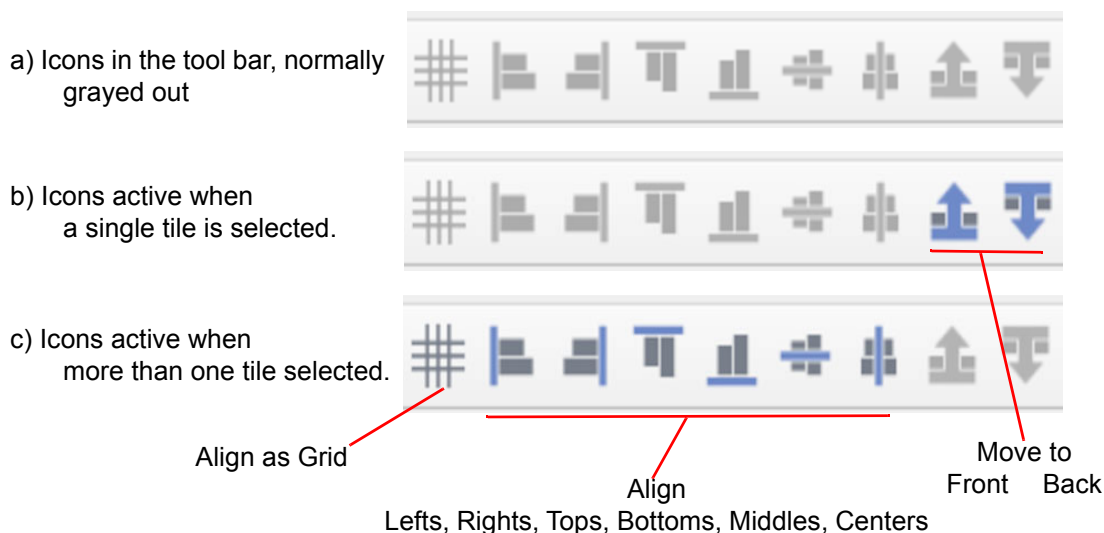 a) Icons in the tool bar, normally
grayed out
b) Icons active when
a single tile is selected.
c) Icons active when
more than one tile selected.
Align as Grid
Align
Lefts, Rights, Tops, Bottoms, Middles, Centers
Move to
Front Back